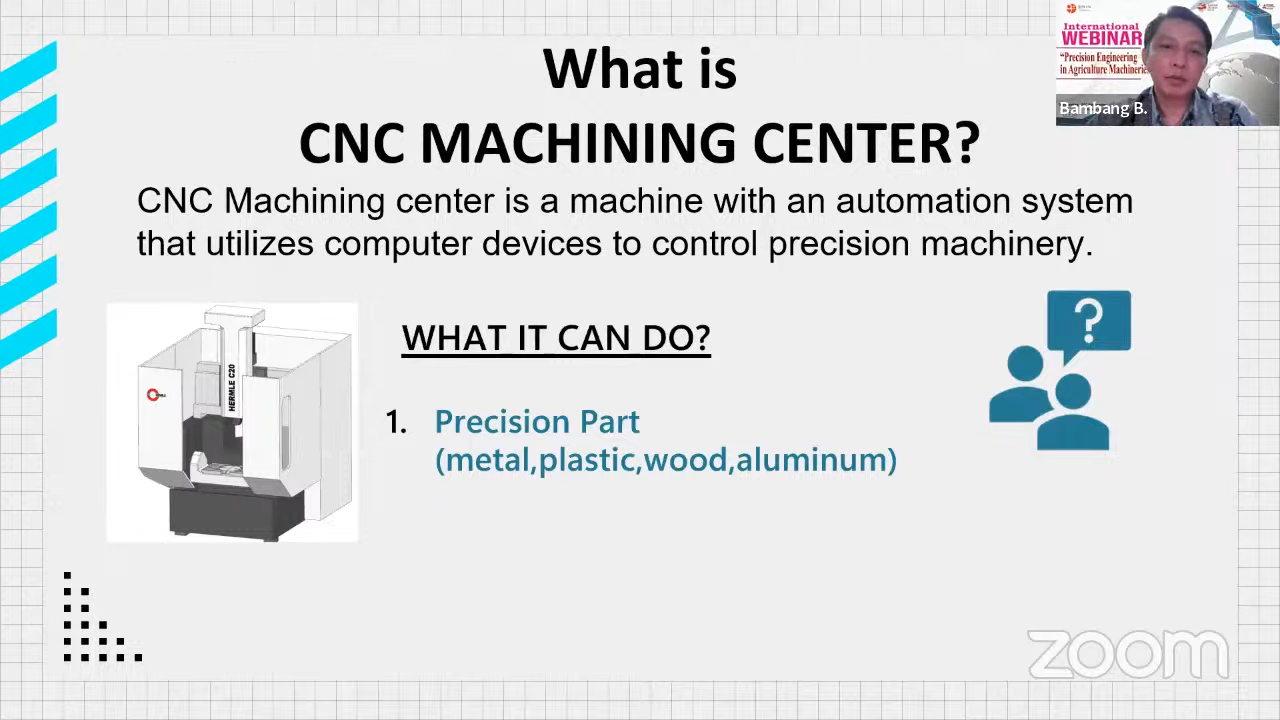 What is
CNC MACHINING CENTER?
CNC Machining center is a machine with an automation system
that utilizes computer devices to control precision machinery.
WHAT IT CAN DO?
1. Precision Part
(metal,plastic,wood,aluminum)
HERMLE C20
?
International
WEBINAR
"Precision Engineering
in Agriculture Machineries
Bambang B.
zoom